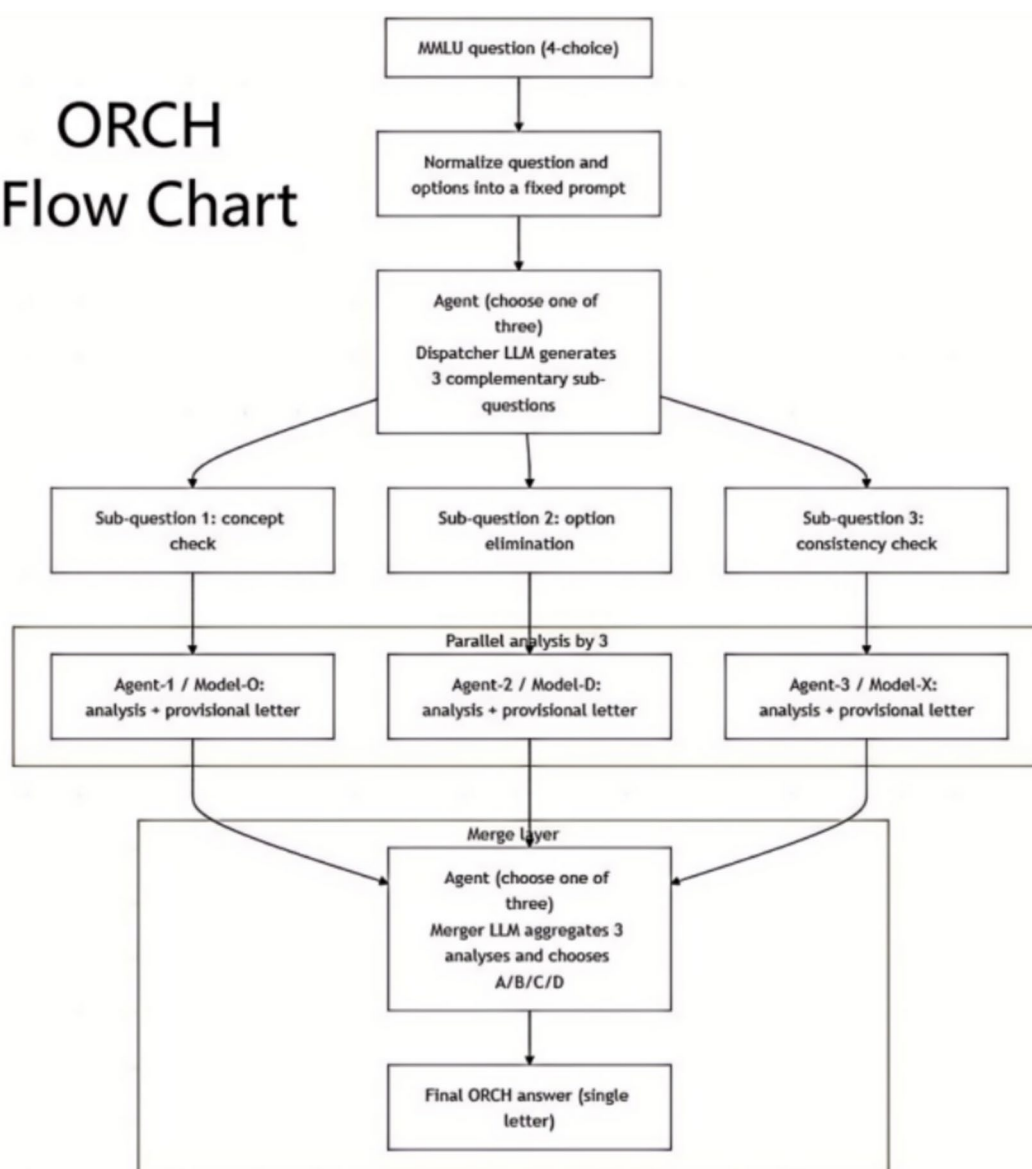 ORCH
Flow Chart
MMLU question (4-choice)
Normalize question and
options into a fixed prompt
Agent (choose one of
three)
Dispatcher LLM generates
3 complementary sub-
questions
Sub-question 1: concept
check
Sub-question 2: option
elimination
Sub-question 3:
consistency check
Parallel analysis by 3
Agent-1 / Model-O:
analysis + provisional letter
Agent-2 / Model-D:
analysis + provisional letter
Agent-3 / Model-X:
analysis + provisional letter
Merge layer
Agent (choose one of
three)
Merger LLM aggregates 3
analyses and chooses
A/B/C/D
Final ORCH answer (single
letter)